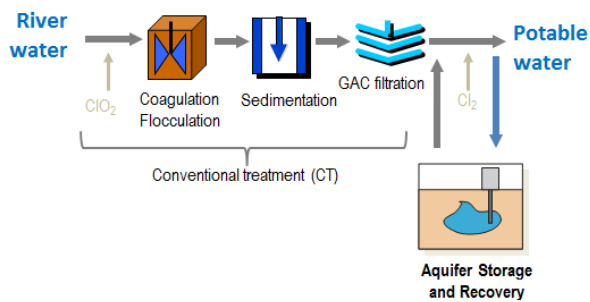 River
water
ClO₂
Coagulation
Flocculation
Sedimentation
GAC filtration
Cl₂
Potable
water
Conventional treatment (CT)
Aquifer Storage
and Recovery